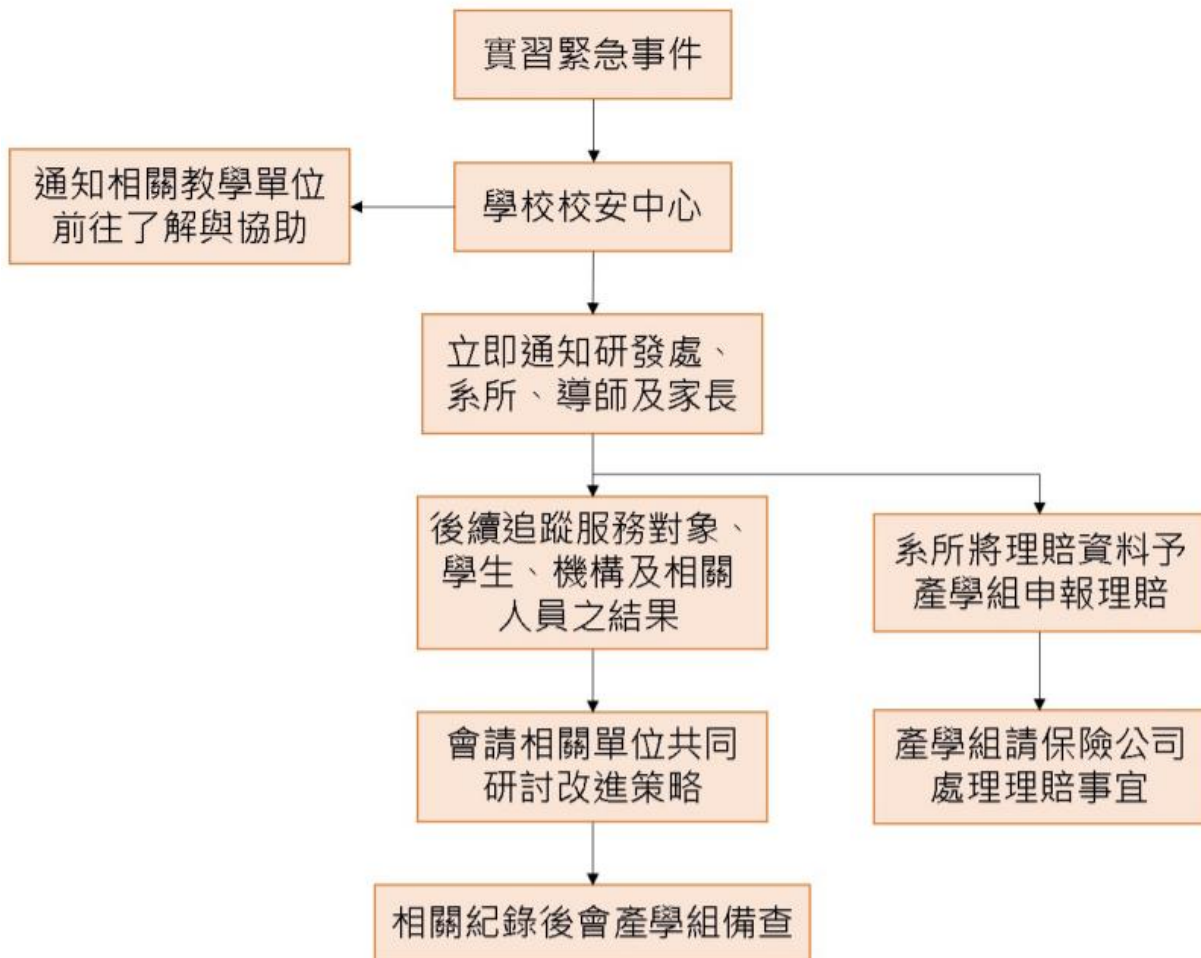 實習緊急事件
通知相關教學單位
前往了解與協助
學校校安中心
立即通知研發處、
系所、導師及家長
後續追蹤服務對象、
學生、機構及相關
人員之結果
系所將理賠資料予
產學組申報理賠
會請相關單位共同
研討改進策略
產學組請保險公司
處理理賠事宜
相關紀錄後會產學組備查